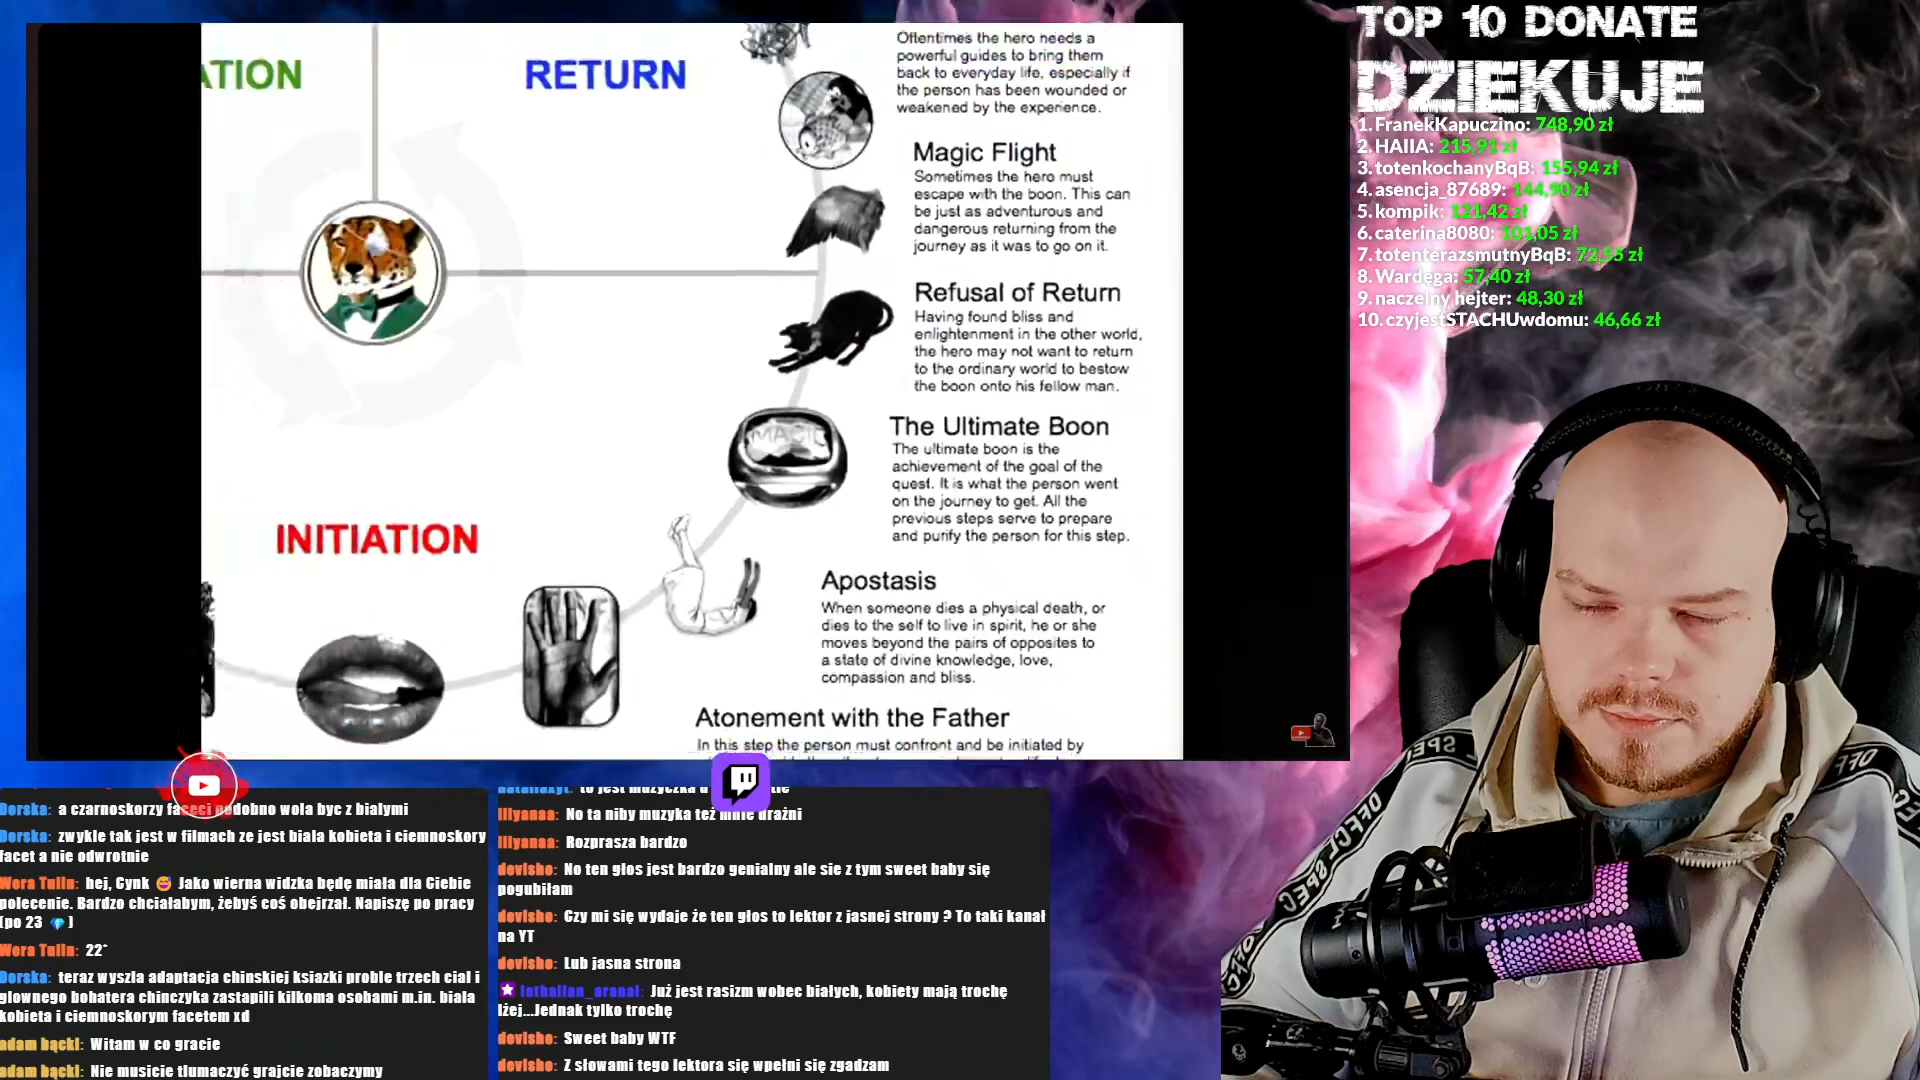 ATION
RETURN
INITIATION
Oftentimes the hero needs a
powerful guides to bring them
back to everyday life, especially if
the person has been wounded or
weakened by the experience.
Magic Flight
Sometimes the hero must
escape with the boon. This can
be just as adventurous and
dangerous returning from the
journey as it was to go on it.
Refusal of Return
Having found bliss and
enlightenment in the other world,
the hero may not want to return
to the ordinary world to bestow
the boon onto his fellow man.
MAGIC
The Ultimate Boon
The ultimate boon is the
achievement of the goal of the
quest. It is what the person went
on the journey to get. All the
previous steps serve to prepare
and purify the person for this step.
Apostasis
When someone dies a physical death, or
dies to the self to live in spirit, he or she
moves beyond the pairs of opposites to
a state of divine knowledge, love,
compassion and bliss.
Atonement with the Father
In this step the person must confront and be initiated by
TOP 10 DONATE
DZIEKUJE
1. FranekKapuczino: 748,90 zł
2. HAIIA: 215,91 zł
3. totenkochanyBqB: 155,94 zł
4. asencja_87689: 144,90 zł
5. kompik: 121,42 zł
6. caterina8080: 101,05 zł
7. totenterazsmutnyBqB: 72,55 zł
8. Wardęga: 57,40 zł
9. naczelny hejter: 48,30 zł
10. czyjestSTACHUwdomu: 46,66 zł
Dorska: a czarnoskorzy faceci podobno wola byc z bialymi
Dorska: zwykle tak jest w filmach ze jest biala kobieta i ciemnoskory
facet a nie odwrotnie
Wera Tulin: hej, Cynk 😅 Jako wierna widzka będę miała dla Ciebie
polecenie. Bardzo chciałabym, żebyś coś obejrzał. Napiszę po pracy
(po 23 💎)
Wera Tulin: 22*
Dorska: teraz wyszla adaptacja chinskiej ksiazki proble trzech cial i
glownego bohatera chinczyka zastapili kilkoma osobami m.in. biala
kobieta i ciemnoskorym facetem xd
adam bącki: Witam w co gracie
adam bącki: Nie musicie tlumaczyć grajcie zobaczymy
to jest muzyczka
illyanaa: No ta niby muzyka też mnie drażni
illyanaa: Rozprasza bardzo
devisho: No ten głos jest bardzo genialny ale sie z tym sweet baby się
pogubiłam
devisho: Czy mi się wydaje że ten głos to lektor z jasnej strony ? To taki kanał
na YT
devisho: Lub jasna strona
lethallan_aranai: Już jest rasizm wobec białych, kobiety mają trochę
lżej...Jednak tylko trochę
devisho: Sweet baby WTF
devisho: Z słowami tego lektora się wpełni się zgadzam